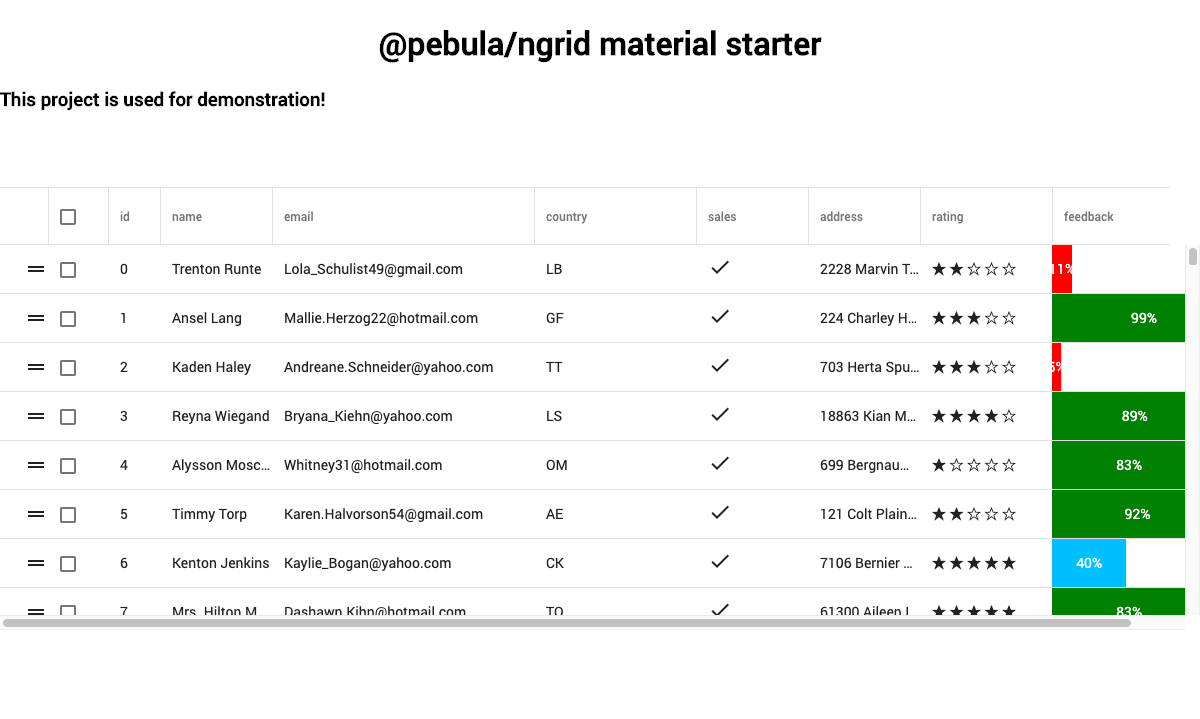 @pebula/ngrid material starter
This project is used for demonstration!
id name email country sales address rating feedback
0 Trenton Runte Lola_Schulist49@gmail.com LB 2228 Marvin T... 11%
1 Ansel Lang Mallie.Herzog22@hotmail.com GF 224 Charley H... 99%
2 Kaden Haley Andreane.Schneider@yahoo.com TT 703 Herta Spu... 5%
3 Reyna Wiegand Bryana_Kiehn@yahoo.com LS 18863 Kian M... 89%
4 Alysson Mosc... Whitney31@hotmail.com OM 699 Bergnau... 83%
5 Timmy Torp Karen.Halvorson54@gmail.com AE 121 Colt Plain... 92%
6 Kenton Jenkins Kaylie_Bogan@yahoo.com CK 7106 Bernier ... 40%
7 Mrs. Hilton M... Dashawn.Kihn@hotmail.com TO 61300 Aileen 83%